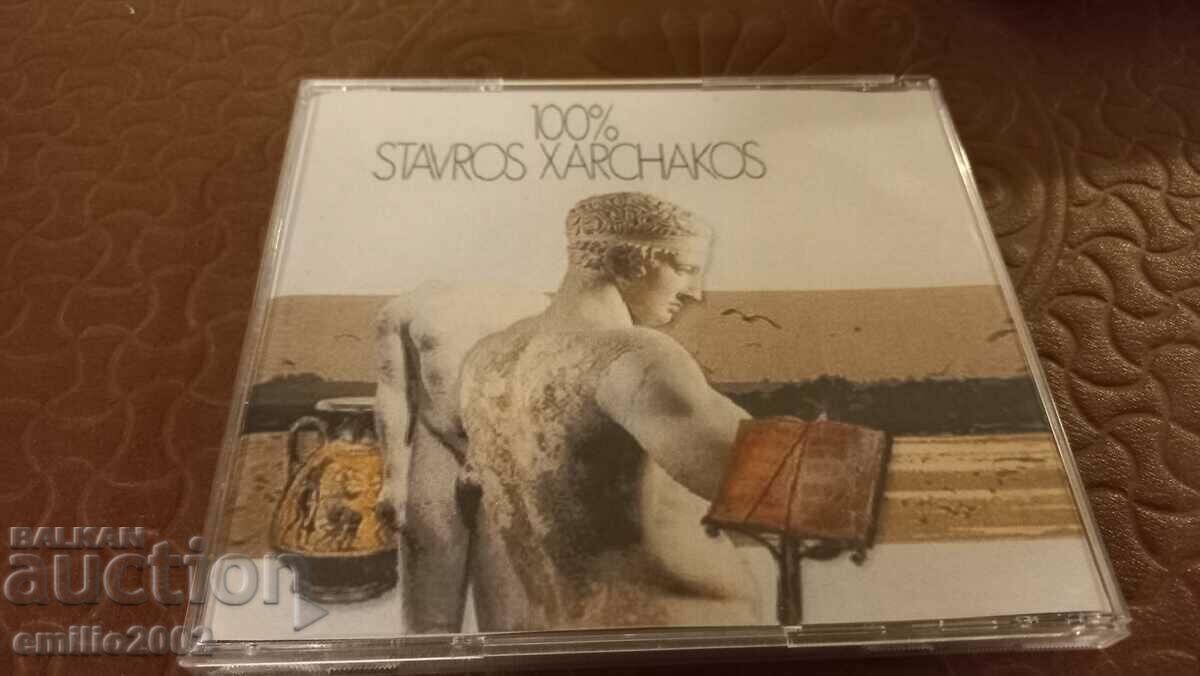 100%
STAVROS XARCHAKOS
BALKAN
auction
emilio2002